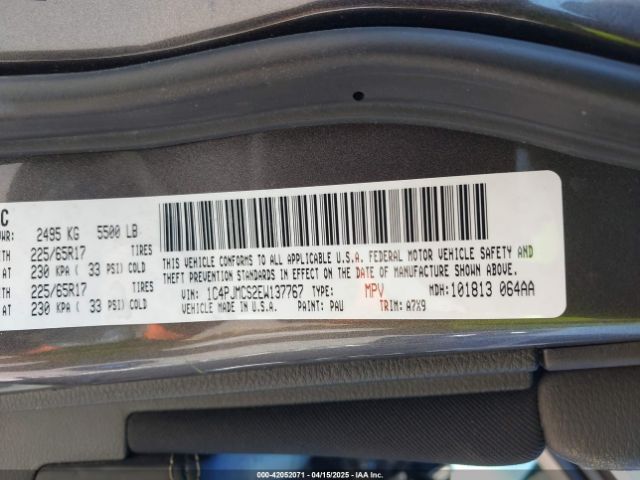 C
WR: 2495 KG 5500 LB
TH 225/65R17 TIRES
AT 230 KPA ( 33 PSI) COLD
TH 225/65R17 TIRES
AT 230 KPA ( 33 PSI) COLD
THIS VEHICLE CONFORMS TO ALL APPLICABLE U.S.A. FEDERAL MOTOR VEHICLE SAFETY AND
THEFT PREVENTION STANDARDS IN EFFECT ON THE DATE OF MANUFACTURE SHOWN ABOVE.
VIN: 1C4PJMCS2EW137767 TYPE: MPV MDH:101813 064AA
VEHICLE MADE IN U.S.A. PAINT: PAU TRIM: A7X9
000-42052071 - 04/15/2025 - IAA Inc.